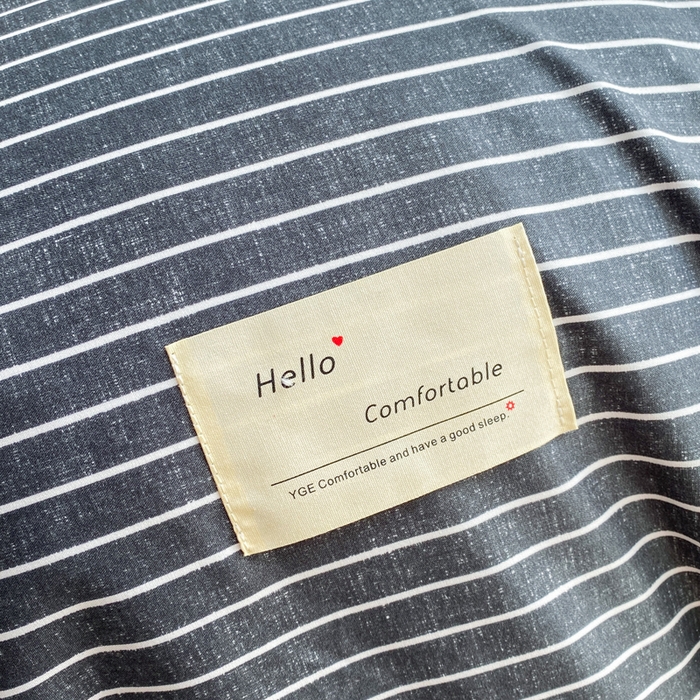 Hello
Comfortable
YGE Comfortable and have a good sleep.